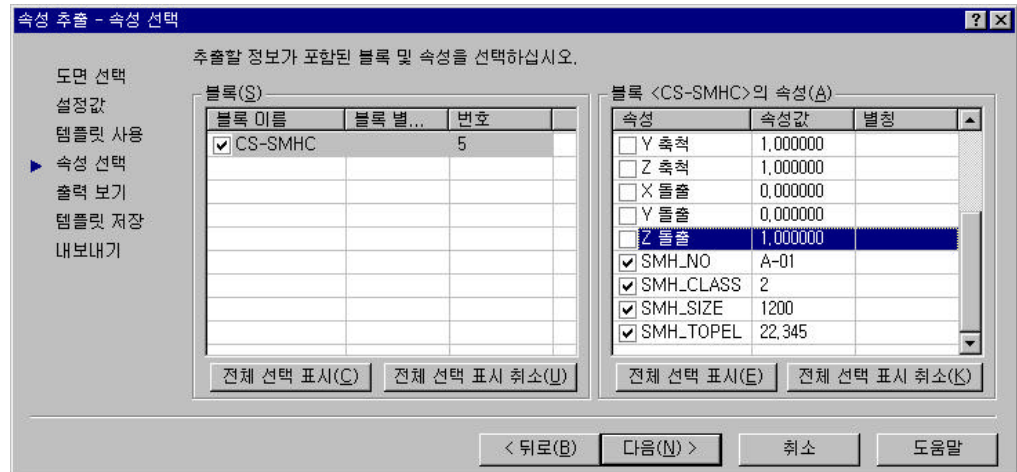 속성 추출 - 속성 선택
추출할 정보가 포함된 블록 및 속성을 선택하십시오.
도면 선택
설정값
템플릿 사용
속성 선택
출력 보기
템플릿 저장
내보내기
블록(S)
블록 이름 블록 별... 번호
CS-SMHC 5
전체 선택 표시(C) 전체 선택 표시 취소(U)
블록 <CS-SMHC>의 속성(A)
속성 속성값 별칭
Y 축척 1,000000
Z 축척 1,000000
X 돌출 0,000000
Y 돌출 0,000000
Z 돌출 1,000000
SMH_NO A-01
SMH_CLASS 2
SMH_SIZE 1200
SMH_TOPEL 22,345
전체 선택 표시(E) 전체 선택 표시 취소(K)
< 뒤로(B) 다음(N) > 취소 도움말